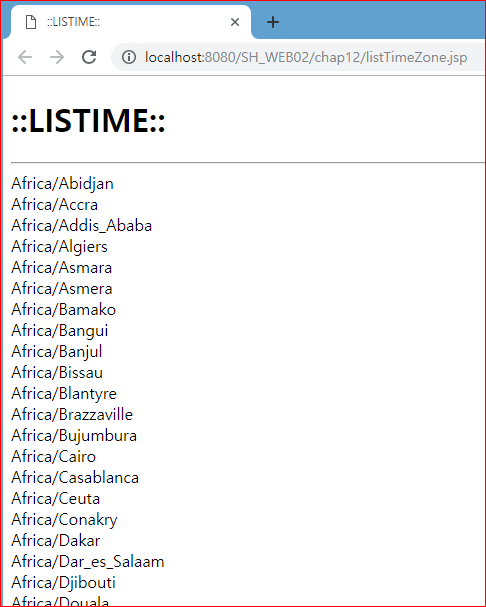 ::LISTIME::
localhost:8080/SH_WEB02/chap12/listTimeZone.jsp
::LISTIME::
Africa/Abidjan
Africa/Accra
Africa/Addis_Ababa
Africa/Algiers
Africa/Asmara
Africa/Asmera
Africa/Bamako
Africa/Bangui
Africa/Banjul
Africa/Bissau
Africa/Blantyre
Africa/Brazzaville
Africa/Bujumbura
Africa/Cairo
Africa/Casablanca
Africa/Ceuta
Africa/Conakry
Africa/Dakar
Africa/Dar_es_Salaam
Africa/Djibouti
Africa/Douala